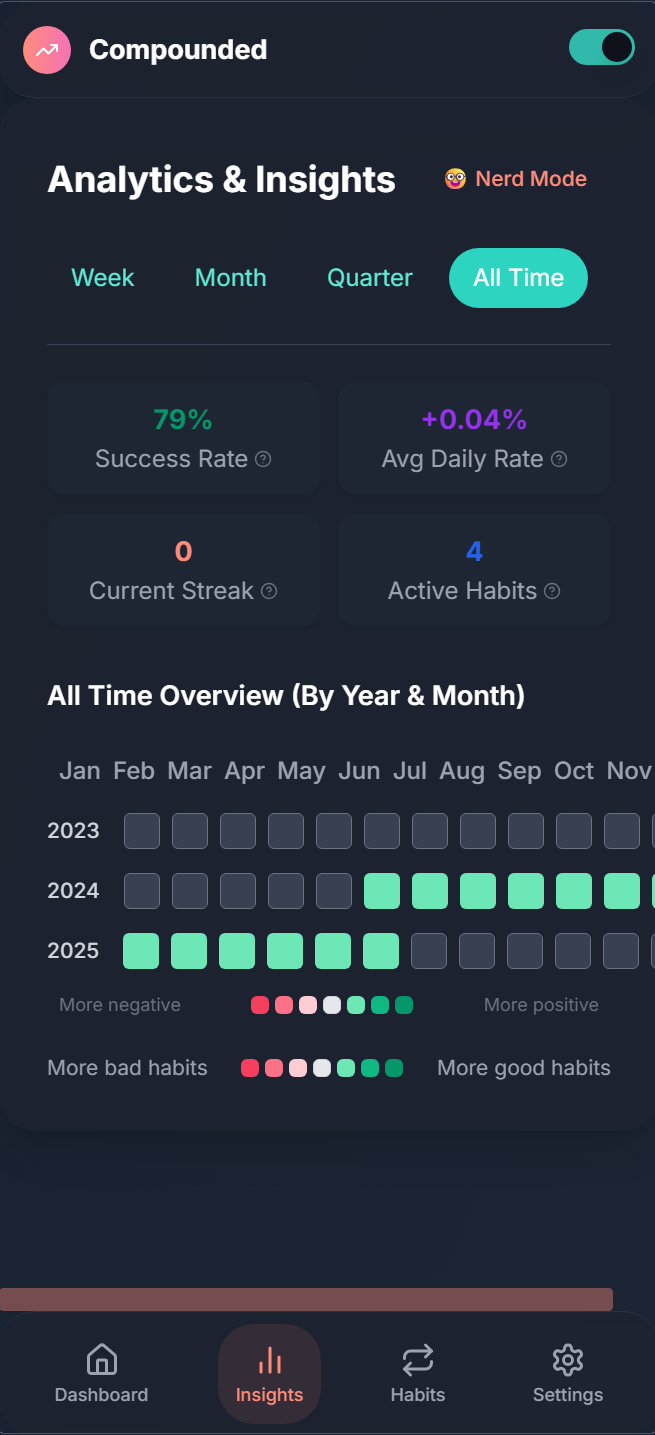 Compounded
Analytics & Insights
🤓 Nerd Mode
Week Month Quarter All Time
79%
Success Rate
+0.04%
Avg Daily Rate
0
Current Streak
4
Active Habits
All Time Overview (By Year & Month)
Jan Feb Mar Apr May Jun Jul Aug Sep Oct Nov
2023
2024
2025
More negative More positive
More bad habits More good habits
Dashboard Insights Habits Settings